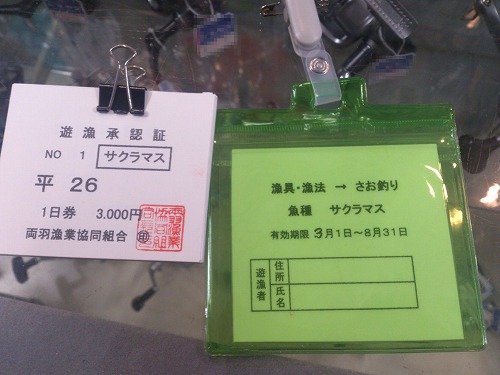 遊漁承認証
NO 1 サクラマス
平 26
1日券 3.000円
両羽漁業協同組合 ㊞
漁具・漁法 → さお釣り
魚種 サクラマス
有効期限 3月1日～8月31日
遊漁者
住所
氏名